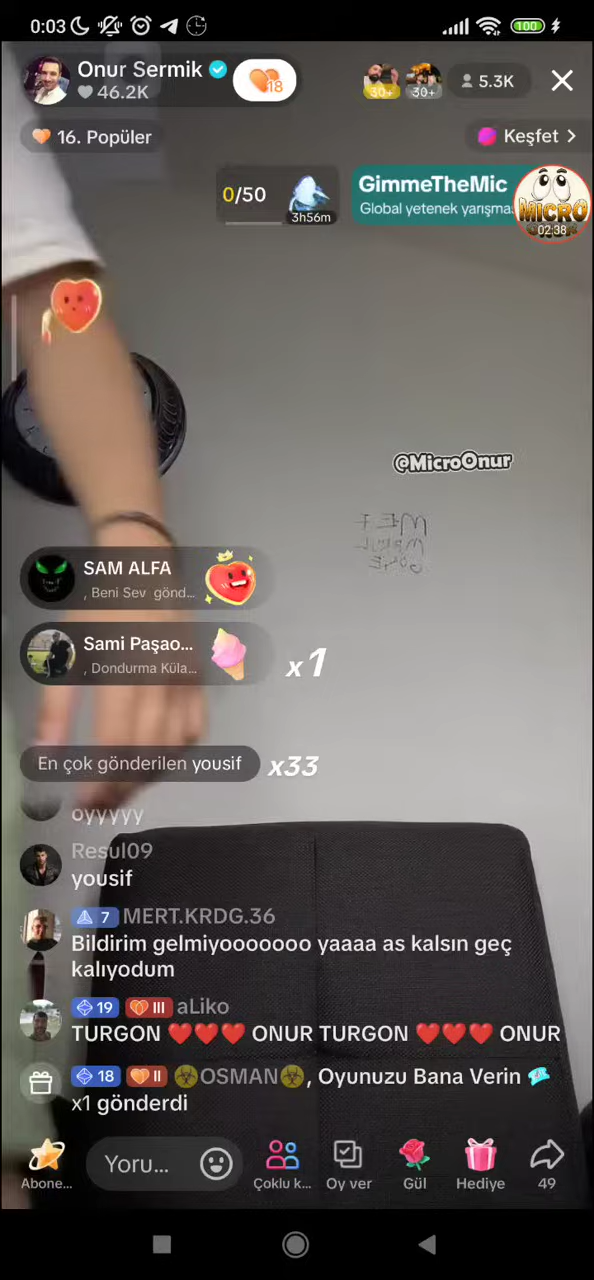 0:03
100
Onur Sermik
46.2K
18
30+
30+
5.3K
16. Popüler
Keşfet
0/50
3h56m
GimmeTheMic
Global yetenek yarışma
MICRO
02:38
@MicroOnur
SAM ALFA
, Beni Sev gönd...
Sami Paşao...
, Dondurma Küla...
x1
En çok gönderilen yousif
x33
oyyyyy
Resul09
yousif
7 MERT.KRDG.36
Bildirim gelmiyooooooo yaaaa as kalsın geç
kalıyodum
19 III aLiko
TURGON ❤️❤️❤️ ONUR TURGON ❤️❤️❤️ ONUR
18 II ☣️OSMAN☣️, Oyunuzu Bana Verin
x1 gönderdi
Yoru...
Abone...
Çoklu k...
Oy ver
Gül
Hediye
49